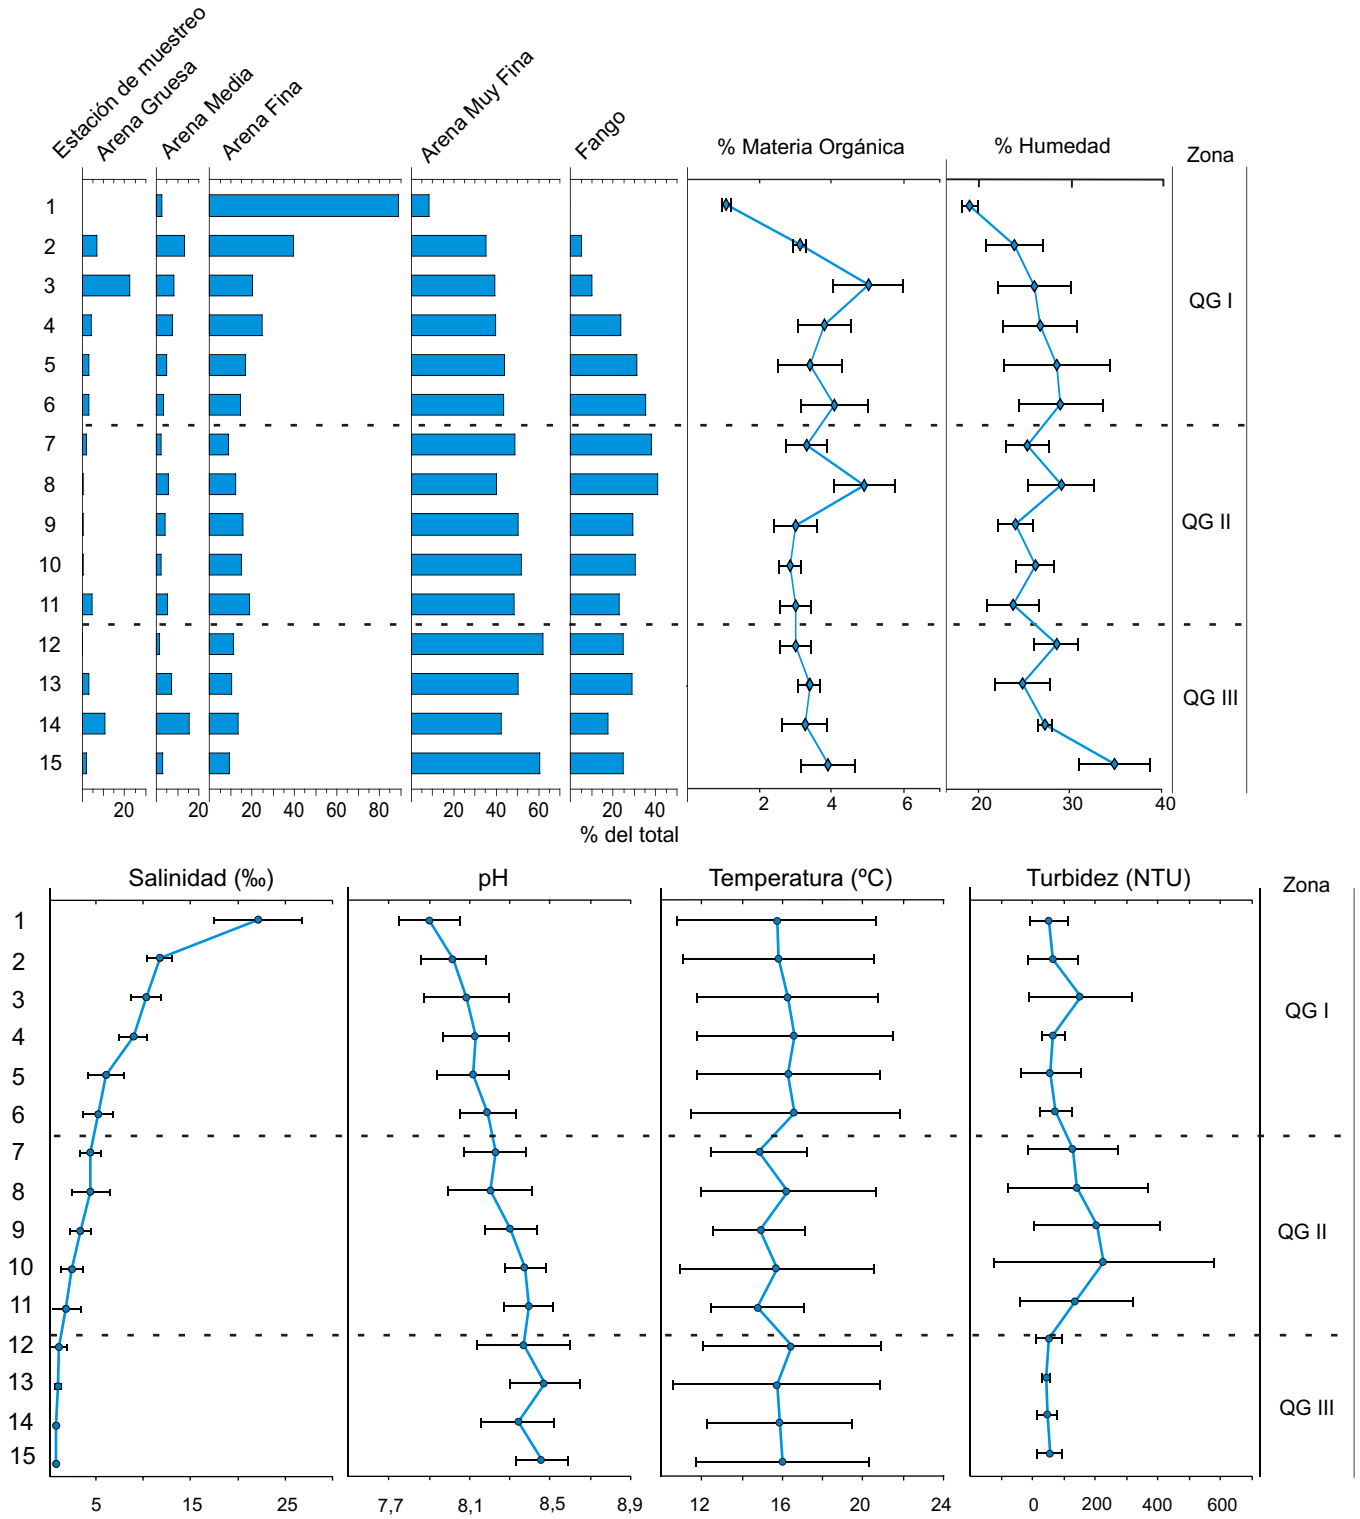 Estación de muestreo
Arena Gruesa
Arena Media
Arena Fina
Arena Muy Fina
Fango
% Materia Orgánica
% Humedad
Zona
1
2
3
4
5
6
7
8
9
10
11
12
13
14
15
QG I
QG II
QG III
20 20 20 40 60 80 20 40 60 20 40 2 4 6 20 30 40
% del total
Salinidad (‰) pH Temperatura (ºC) Turbidez (NTU) Zona
1
2
3
4
5
6
7
8
9
10
11
12
13
14
15
QG I
QG II
QG III
5 15 25 7,7 8,1 8,5 8,9 12 16 20 24 0 200 400 600